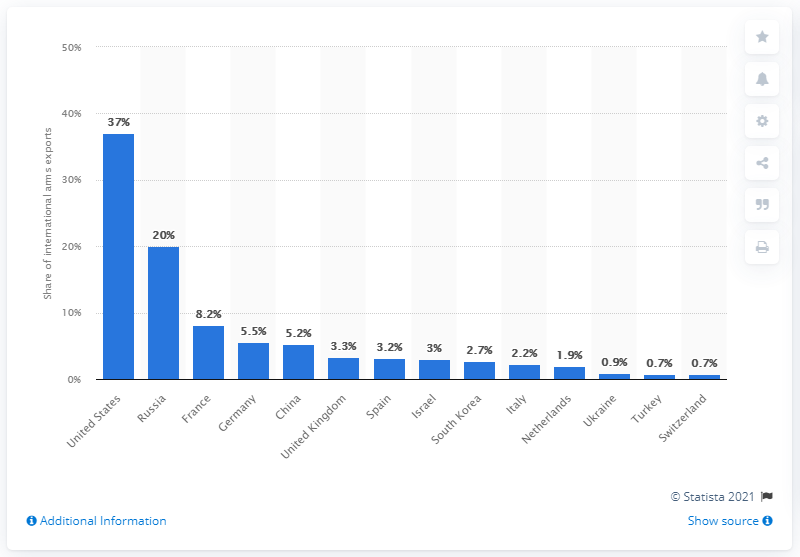 Share of international arms exports
50%
40%
30%
20%
10%
0%
37%
20%
8.2%
5.5%
5.2%
3.3%
3.2%
3%
2.7%
2.2%
1.9%
0.9%
0.7%
0.7%
United States
Russia
France
Germany
China
United Kingdom
Spain
Israel
South Korea
Italy
Netherlands
Ukraine
Turkey
Switzerland
© Statista 2021
Additional Information
Show source